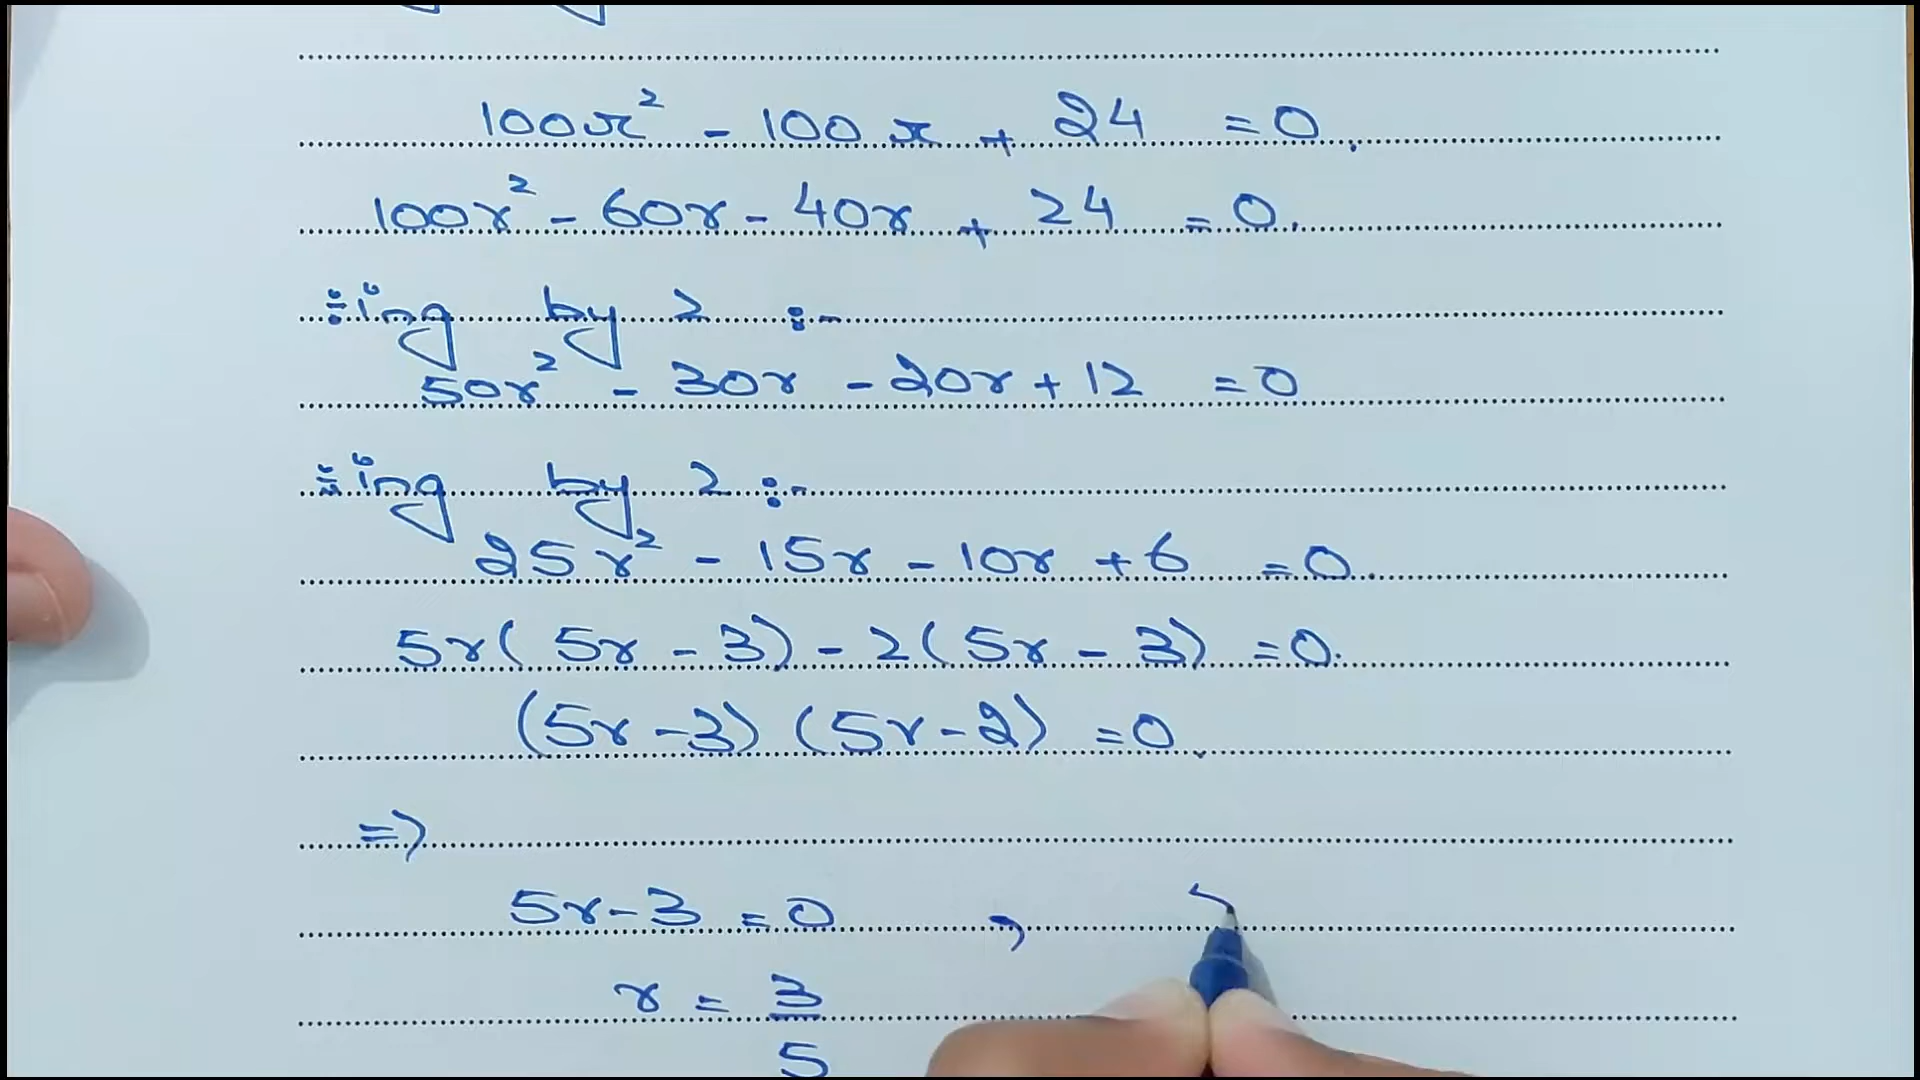 100r² - 100r + 24 = 0.
100r² - 60r - 40r + 24 = 0.
÷ing by 2 :-
50r² - 30r - 20r + 12 = 0
÷ing by 2 :-
25r² - 15r - 10r + 6 = 0.
5r(5r - 3) - 2(5r - 3) = 0.
(5r - 3) (5r - 2) = 0.
=>
5r - 3 = 0 ,
r = 3/5